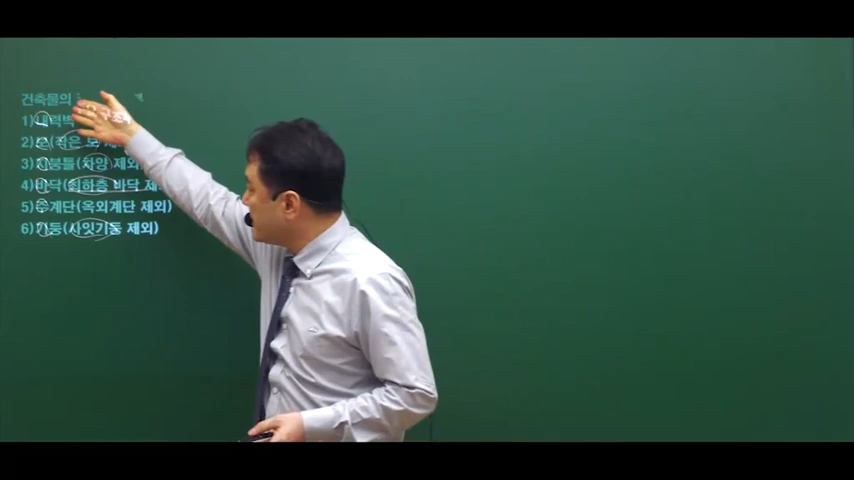 건축물의
1)내력벽
2)보(작은 보 제
3)지붕틀(차양 제외
4)바닥(최하층 바닥 제
5)주계단(옥외계단 제외)
6)기둥(사잇기둥 제외)